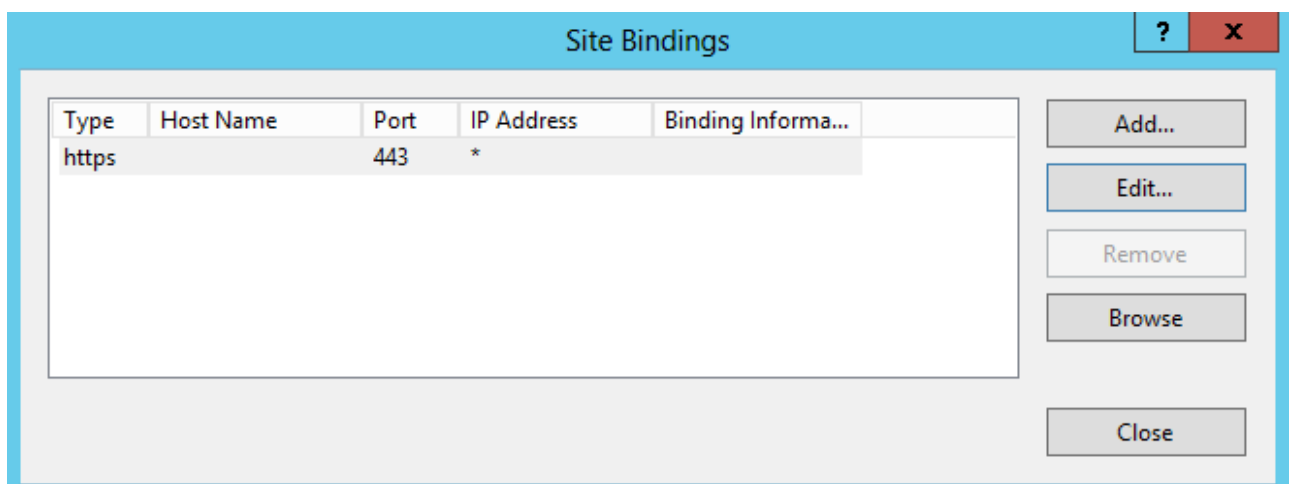 Site Bindings
? x
Type Host Name Port IP Address Binding Informa...
https 443 *
Add...
Edit...
Remove
Browse
Close